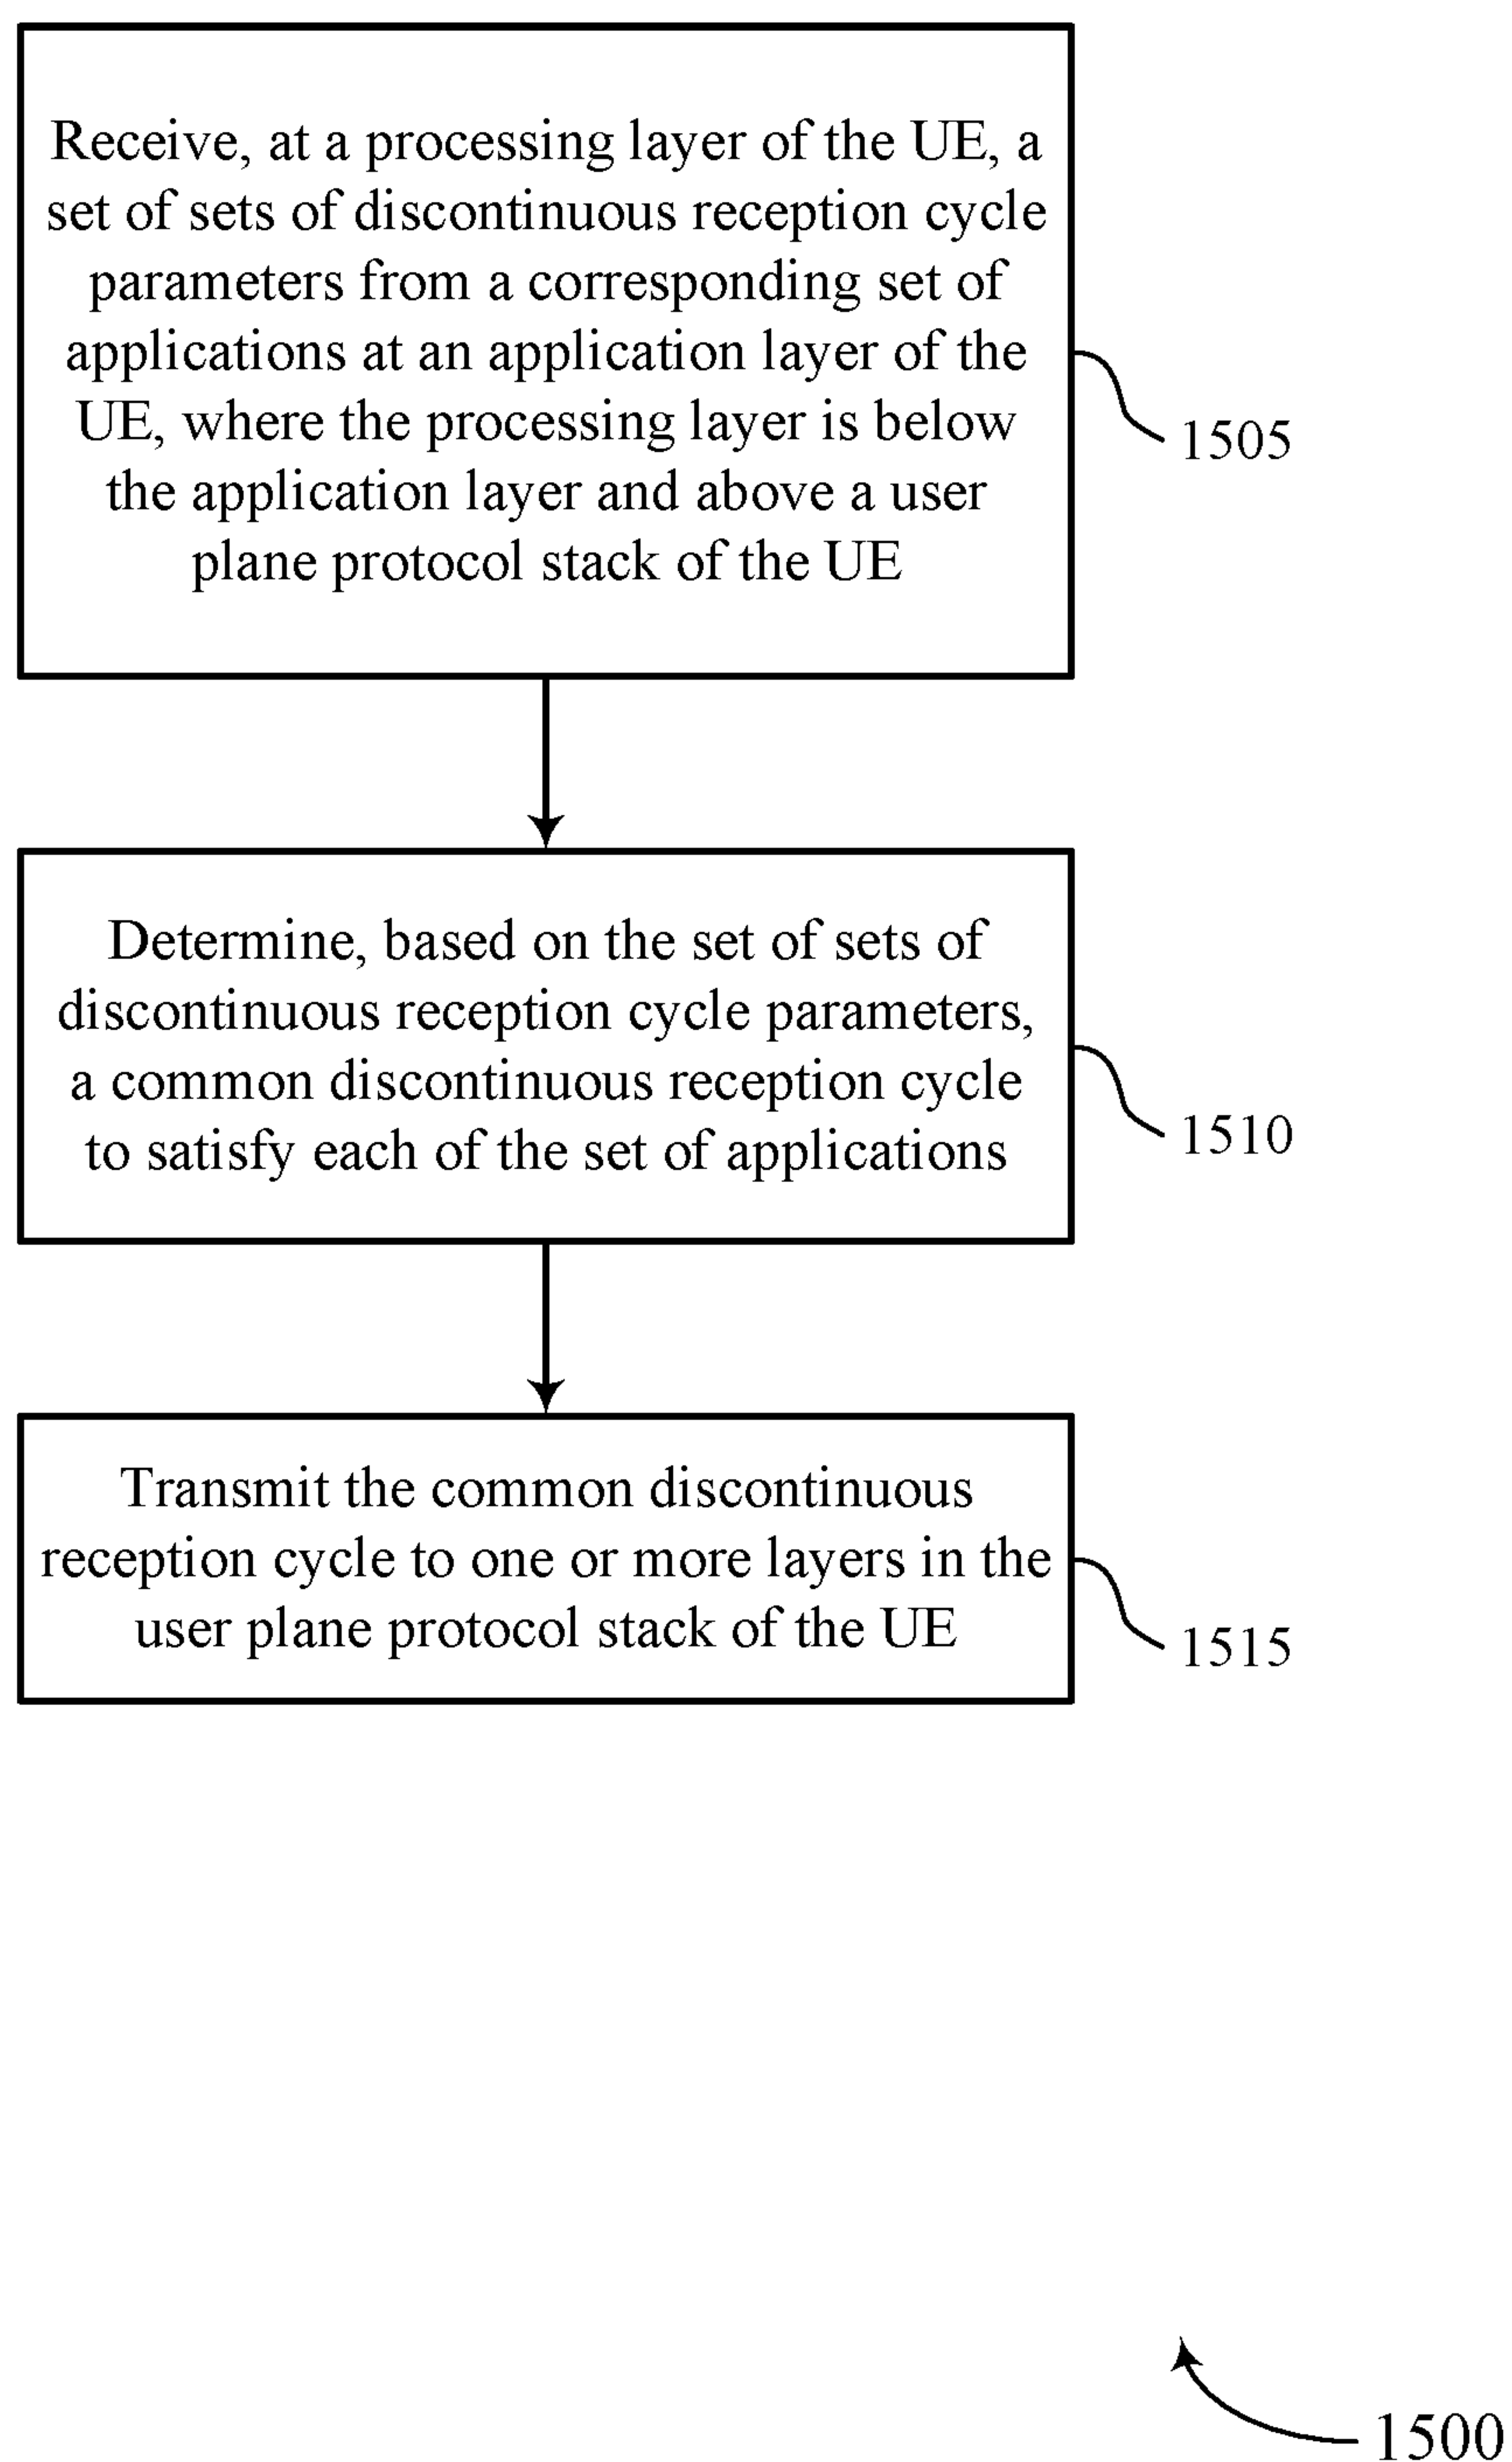 Receive, at a processing layer of the UE, a
set of sets of discontinuous reception cycle
parameters from a corresponding set of
applications at an application layer of the
UE, where the processing layer is below
the application layer and above a user
plane protocol stack of the UE
1505
Determine, based on the set of sets of
discontinuous reception cycle parameters,
a common discontinuous reception cycle
to satisfy each of the set of applications
1510
Transmit the common discontinuous
reception cycle to one or more layers in the
user plane protocol stack of the UE
1515
1500